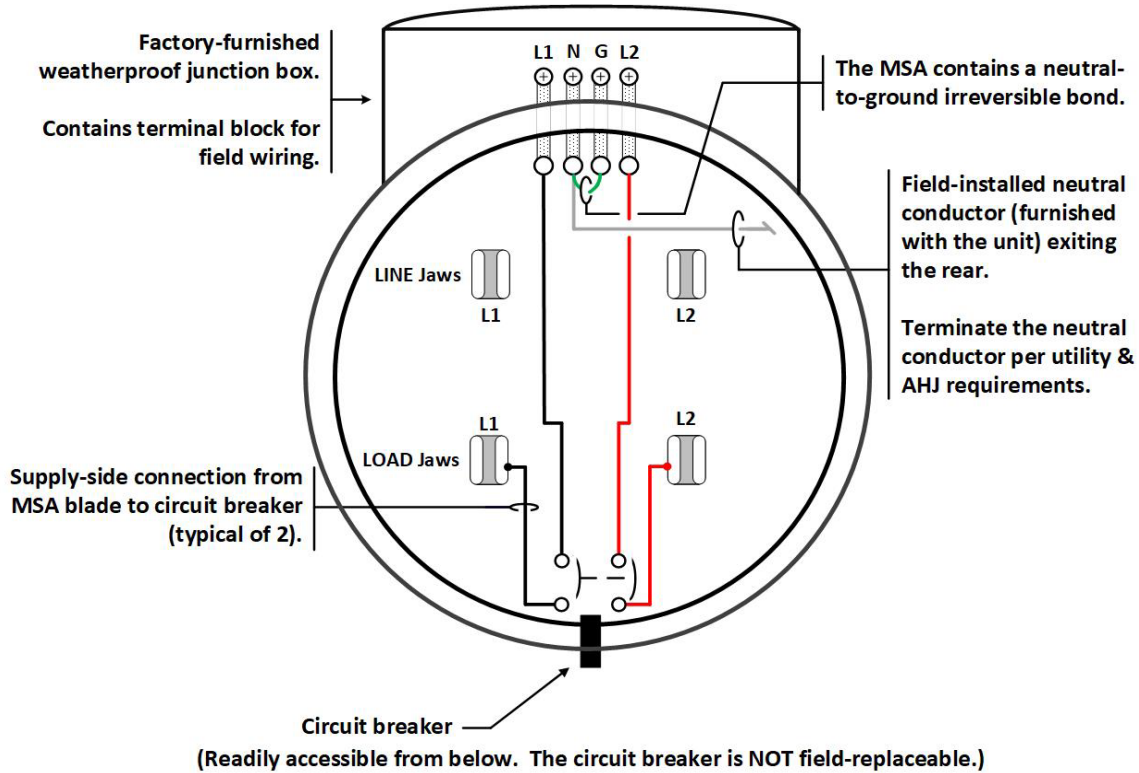 Factory-furnished
weatherproof junction box.
Contains terminal block for
field wiring.
L1 N G L2
The MSA contains a neutral-
to-ground irreversible bond.
Field-installed neutral
conductor (furnished
with the unit) exiting
the rear.
Terminate the neutral
conductor per utility &
AHJ requirements.
LINE Jaws
L1
L2
L1
L2
LOAD Jaws
Supply-side connection from
MSA blade to circuit breaker
(typical of 2).
Circuit breaker
(Readily accessible from below. The circuit breaker is NOT field-replaceable.)